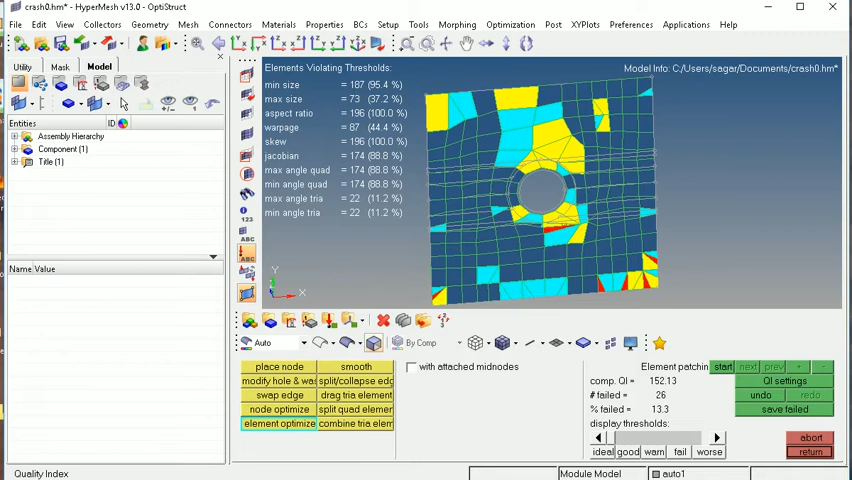 crash0.hm* - HyperMesh v13.0 - OptiStruct
File Edit View Collectors Geometry Mesh Connectors Materials Properties BCs Setup Tools Morphing Optimization Post XYPlots Preferences Applications Help
Utility Mask Model
Entities ID
Assembly Hierarchy
Component (1)
Title (1)
Name Value
Elements Violating Thresholds:
min size = 187 (95.4 %)
max size = 73 (37.2 %)
aspect ratio = 196 (100.0 %)
warpage = 87 (44.4 %)
skew = 196 (100.0 %)
jacobian = 174 (88.8 %)
max angle quad = 174 (88.8 %)
min angle quad = 174 (88.8 %)
max angle tria = 22 (11.2 %)
min angle tria = 22 (11.2 %)
Model Info: C:/Users/sagar/Documents/crash0.hm*
123
ABC
ABC
Y
Z X
Auto By Comp
place node smooth
modify hole & was split/collapse edg
swap edge drag tria element
node optimize split quad elemen
element optimize combine tria elem
with attached midnodes
Element patchin start next prev + -
comp. QI = 152.13 QI settings
# failed = 26 undo redo
% failed = 13.3 save failed
display thresholds:
ideal good warn fail worse
abort
return
Quality Index Module Model auto1